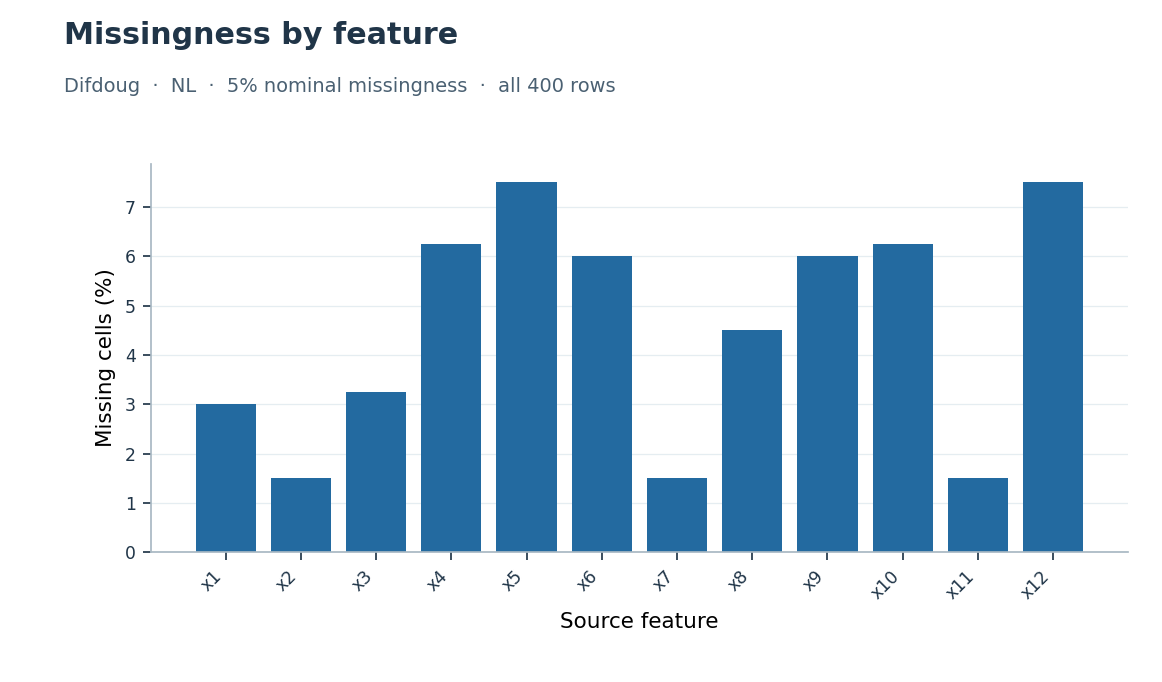 Missingness by feature
Difdoug · NL · 5% nominal missingness · all 400 rows
Missing cells (%)
7
6
5
4
3
2
1
0
x1 x2 x3 x4 x5 x6 x7 x8 x9 x10 x11 x12
Source feature